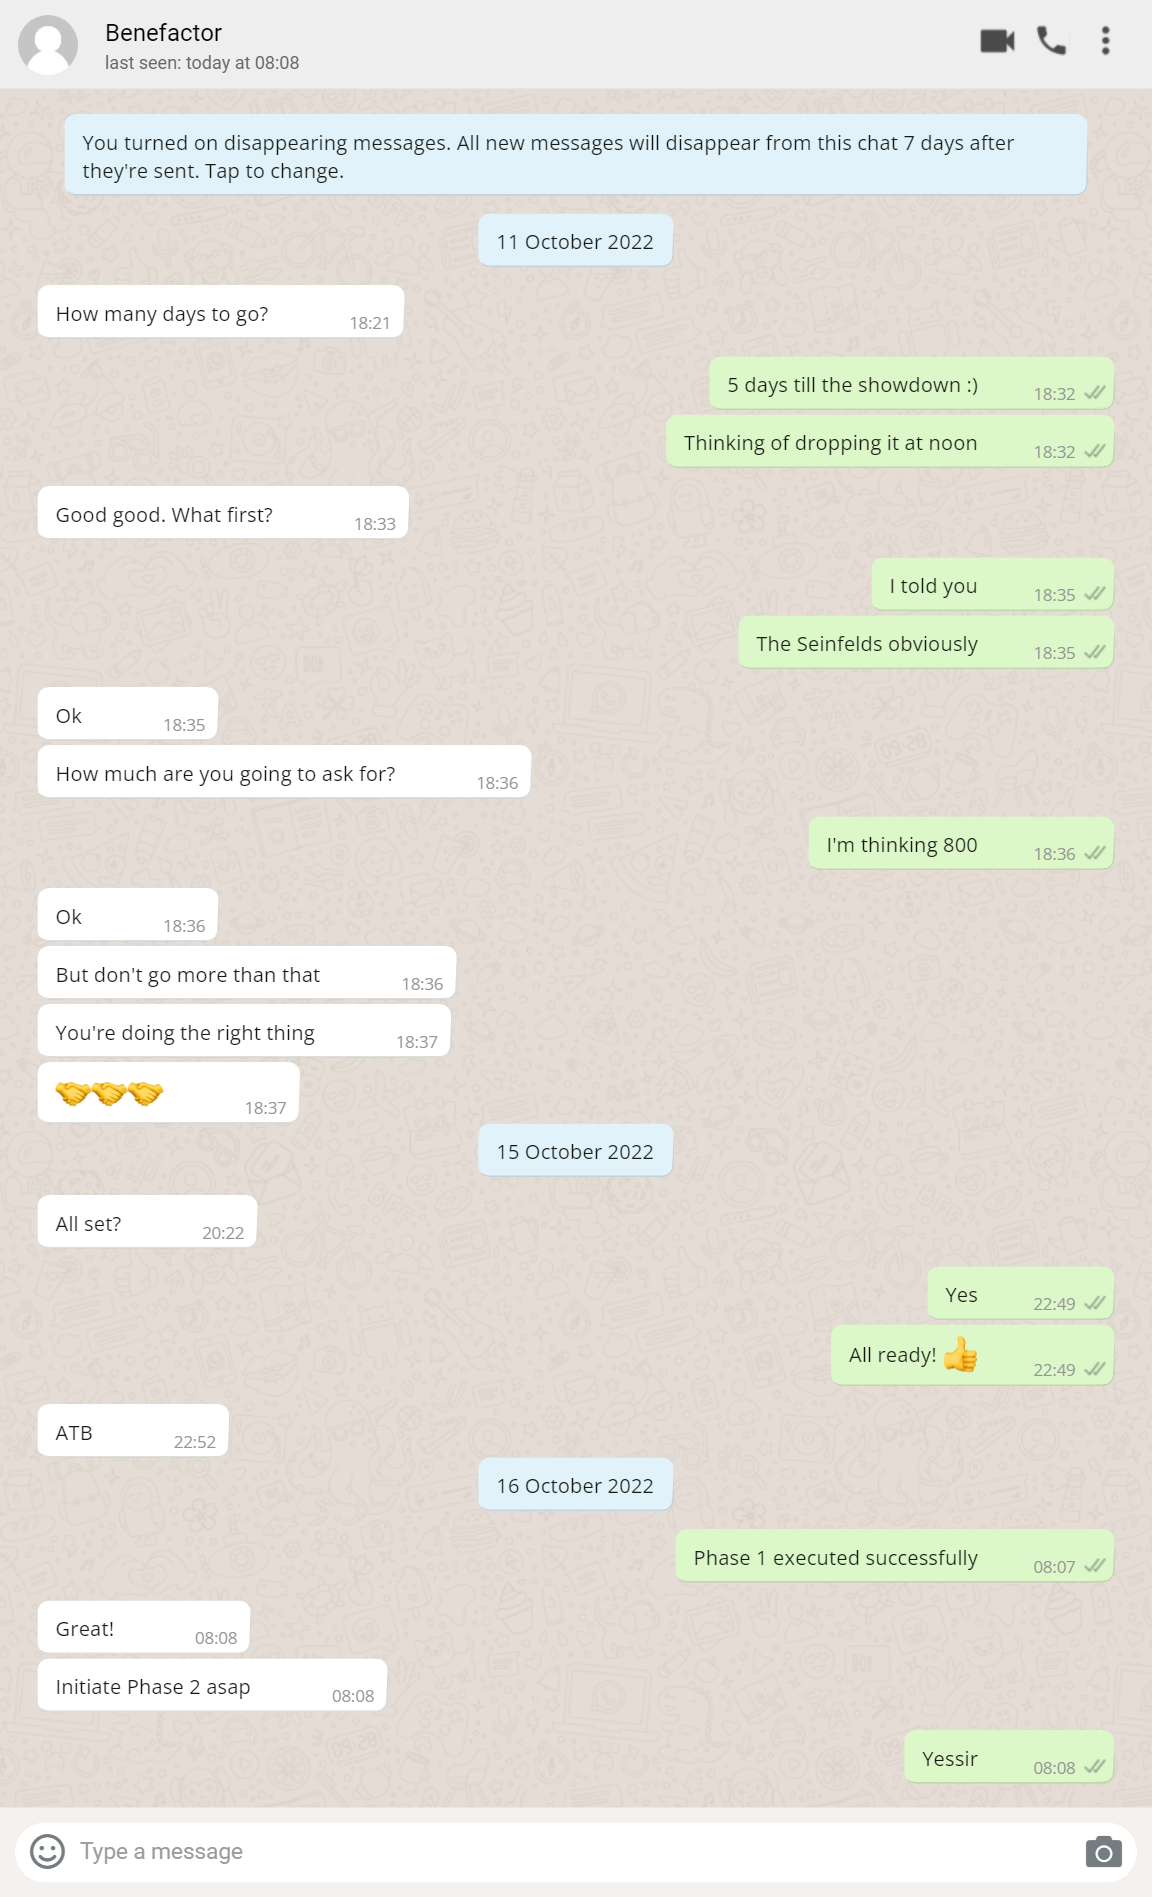 Benefactor
last seen: today at 08:08
You turned on disappearing messages. All new messages will disappear from this chat 7 days after
they're sent. Tap to change.
11 October 2022
How many days to go?
18:21
5 days till the showdown :)
18:32
Thinking of dropping it at noon
18:32
Good good. What first?
18:33
I told you
18:35
The Seinfelds obviously
18:35
Ok
18:35
How much are you going to ask for?
18:36
I'm thinking 800
18:36
Ok
18:36
But don't go more than that
18:36
You're doing the right thing
18:37
🤝🤝🤝
18:37
15 October 2022
All set?
20:22
Yes
22:49
All ready! 👍
22:49
ATB
22:52
16 October 2022
Phase 1 executed successfully
08:07
Great!
08:08
Initiate Phase 2 asap
08:08
Yessir
08:08
Type a message